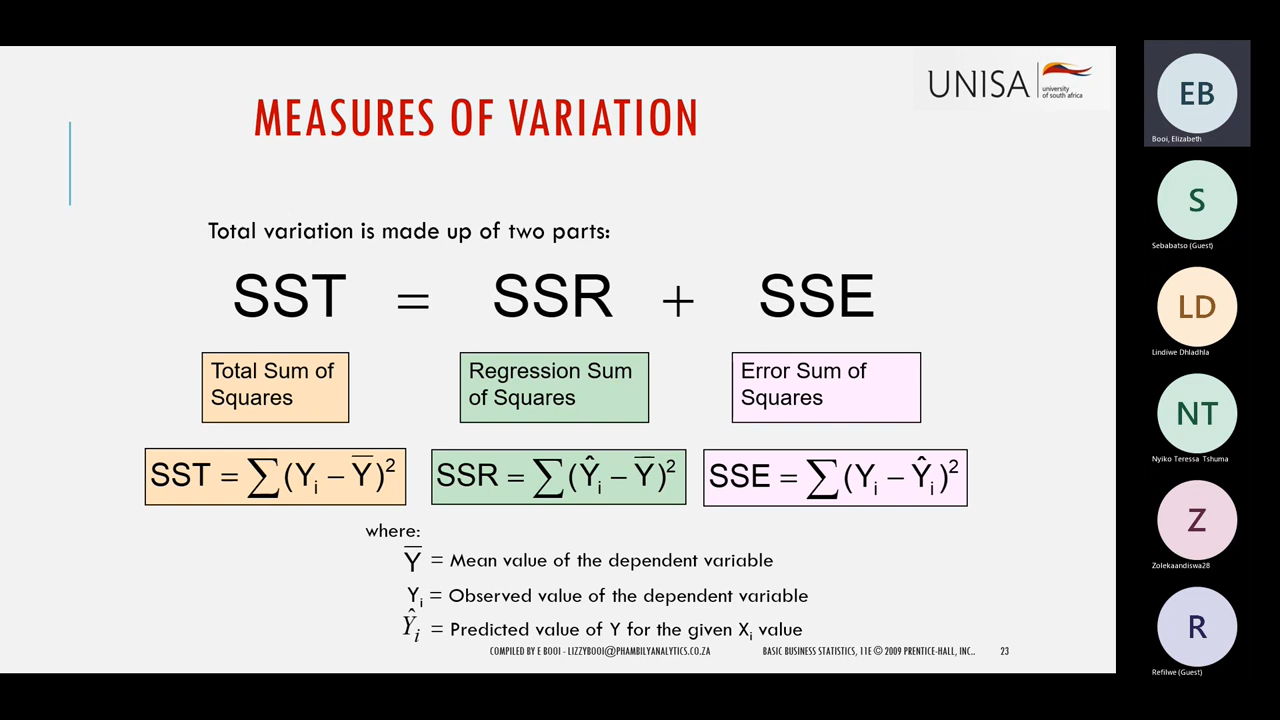 UNISA
university
of south africa
MEASURES OF VARIATION
Total variation is made up of two parts:
SST = SSR + SSE
Total Sum of
Squares
Regression Sum
of Squares
Error Sum of
Squares
SST = ∑(Yᵢ − Y̅)²
SSR = ∑(Ŷᵢ − Y̅)²
SSE = ∑(Yᵢ − Ŷᵢ)²
where:
Y̅ = Mean value of the dependent variable
Yᵢ = Observed value of the dependent variable
Ŷᵢ = Predicted value of Y for the given Xᵢ value
COMPILED BY E BOOI - LIZZYBOOI@PHAMBILYANALYTICS.CO.ZA BASIC BUSINESS STATISTICS, 11E © 2009 PRENTICE-HALL, INC.. 23
EB
Booi, Elizabeth
S
Sebabatso (Guest)
LD
Lindiwe Dhladhla
NT
Nyiko Teressa Tshuma
Z
Zolekaandiswa28
R
Refilwe (Guest)